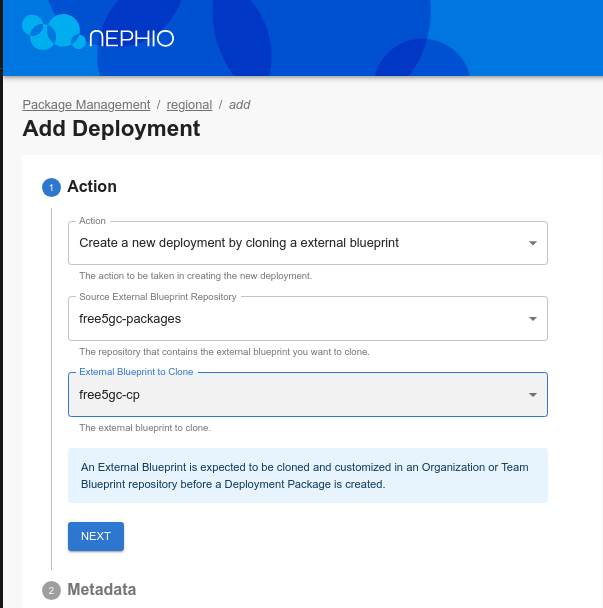 NEPHIO
Package Management / regional / add
Add Deployment
1 Action
Action
Create a new deployment by cloning a external blueprint
The action to be taken in creating the new deployment.
Source External Blueprint Repository
free5gc-packages
The repository that contains the external blueprint you want to clone.
External Blueprint to Clone
free5gc-cp
The external blueprint to clone.
An External Blueprint is expected to be cloned and customized in an Organization or Team
Blueprint repository before a Deployment Package is created.
NEXT
2 Metadata